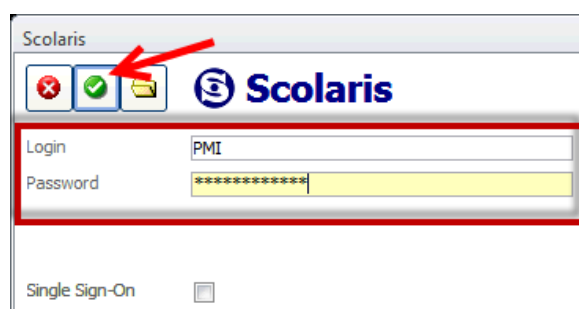 Scolaris
Scolaris
Login PMI
Password ************
Single Sign-On